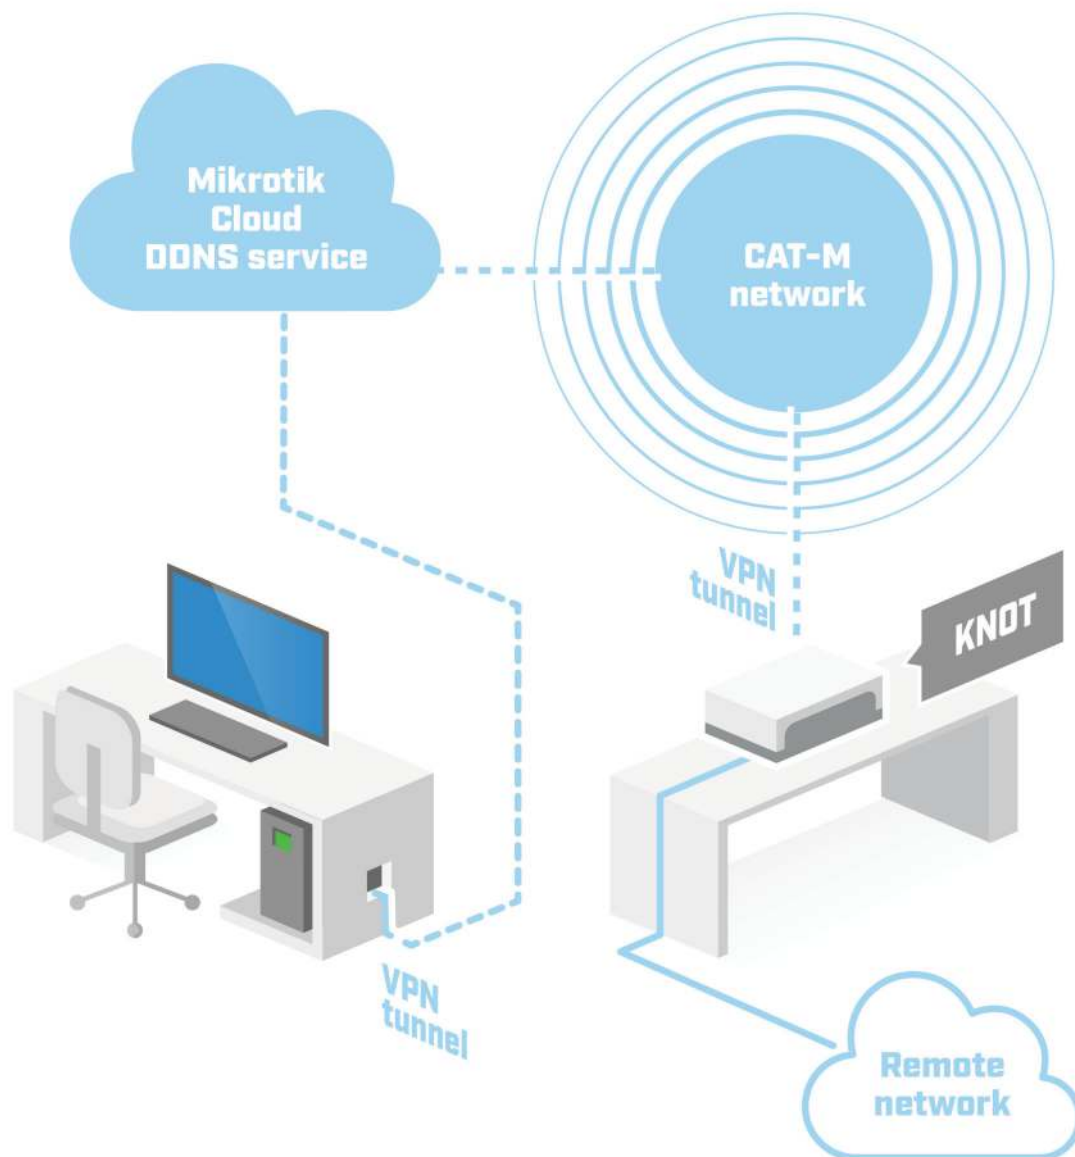 Mikrotik
Cloud
DDNS service
CAT-M
network
VPN
tunnel
KNOT
VPN
tunnel
Remote
network